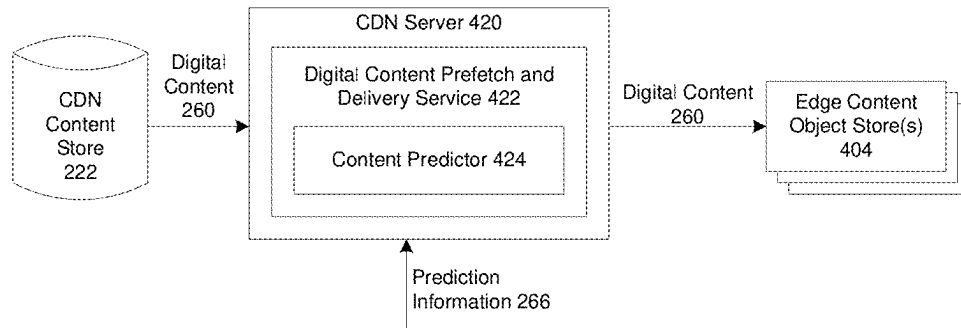 CDN Server 420
CDN
Content
Store
222
Digital
Content
260
Digital Content Prefetch and
Delivery Service 422
Content Predictor 424
Digital Content
260
Edge Content
Object Store(s)
404
Prediction
Information 266